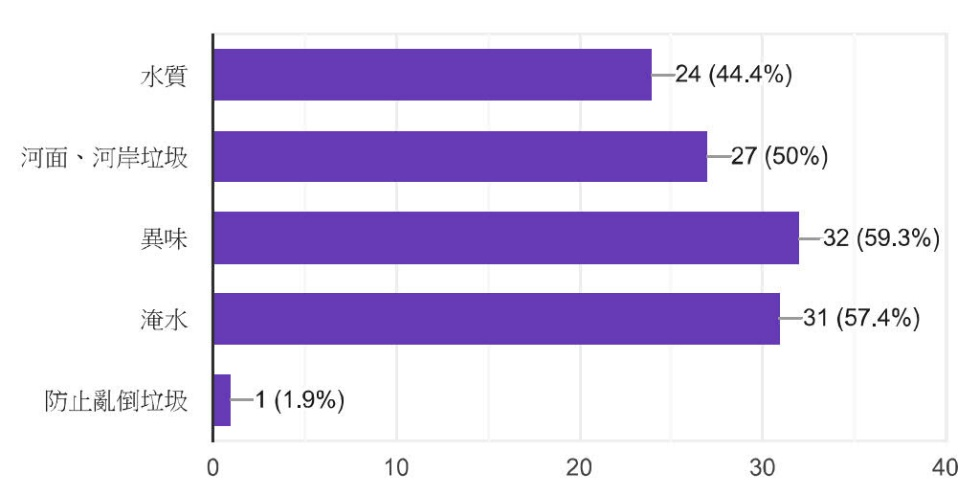 水質
24 (44.4%)
河面、河岸垃圾
27 (50%)
異味
32 (59.3%)
淹水
31 (57.4%)
防止亂倒垃圾
1 (1.9%)
0 10 20 30 40